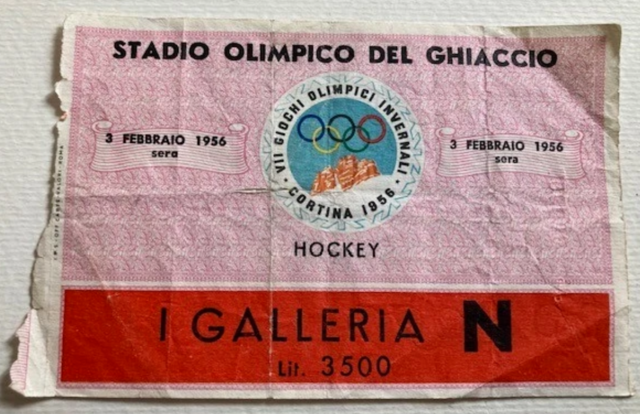 STADIO OLIMPICO DEL GHIACCIO
VII GIOCHI OLIMPICI INVERNALI
· CORTINA 1956 ·
3 FEBBRAIO 1956
sera
3 FEBBRAIO 1956
sera
HOCKEY
I GALLERIA N
Lit. 3500